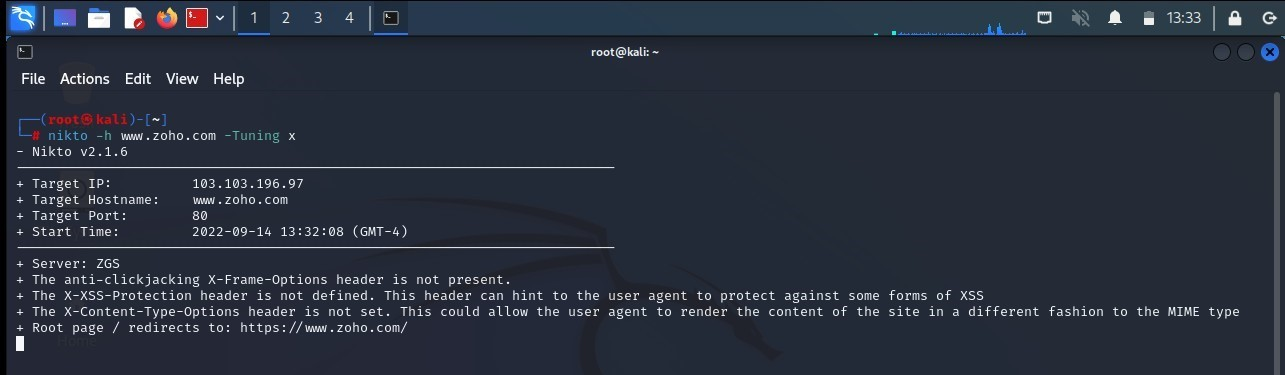 1 2 3 4 13:33
root@kali: ~
File Actions Edit View Help
(root㉿kali)-[~]
# nikto -h www.zoho.com -Tuning x
- Nikto v2.1.6
+ Target IP: 103.103.196.97
+ Target Hostname: www.zoho.com
+ Target Port: 80
+ Start Time: 2022-09-14 13:32:08 (GMT-4)
+ Server: ZGS
+ The anti-clickjacking X-Frame-Options header is not present.
+ The X-XSS-Protection header is not defined. This header can hint to the user agent to protect against some forms of XSS
+ The X-Content-Type-Options header is not set. This could allow the user agent to render the content of the site in a different fashion to the MIME type
+ Root page / redirects to: https://www.zoho.com/
Home